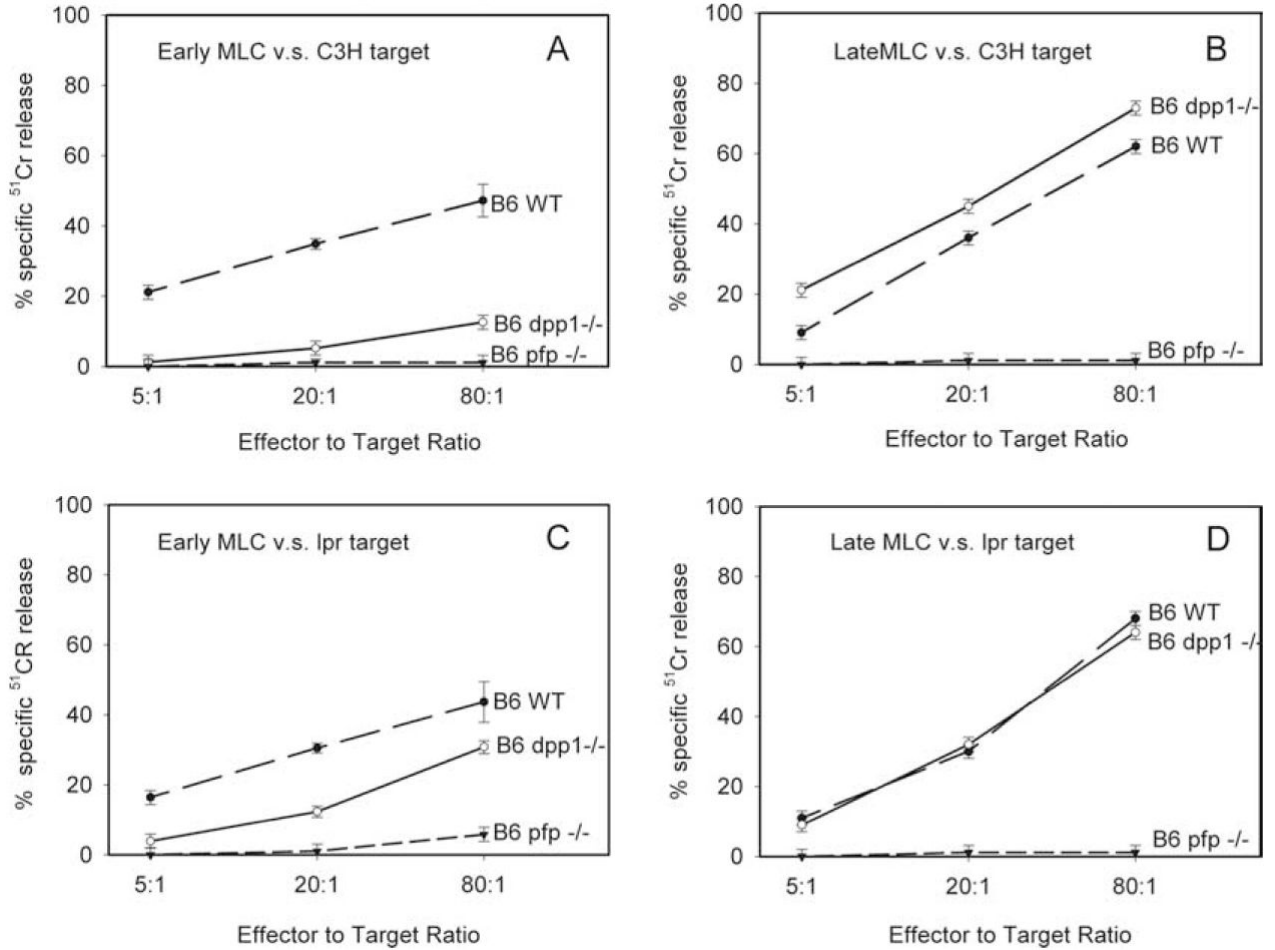 A
Early MLC v.s. C3H target
% specific ⁵¹Cr release
100
80
60
40
20
0
B6 WT
B6 dpp1-/-
B6 pfp -/-
5:1
20:1
80:1
Effector to Target Ratio
B
LateMLC v.s. C3H target
% specific ⁵¹Cr release
100
80
60
40
20
0
B6 dpp1-/-
B6 WT
B6 pfp -/-
5:1
20:1
80:1
Effector to Target Ratio
C
Early MLC v.s. lpr target
% specific ⁵¹CR release
100
80
60
40
20
0
B6 WT
B6 dpp1-/-
B6 pfp -/-
5:1
20:1
80:1
Effector to Target Ratio
D
Late MLC v.s. lpr target
% specific ⁵¹Cr release
100
80
60
40
20
0
B6 WT
B6 dpp1 -/-
B6 pfp -/-
5:1
20:1
80:1
Effector to Target Ratio